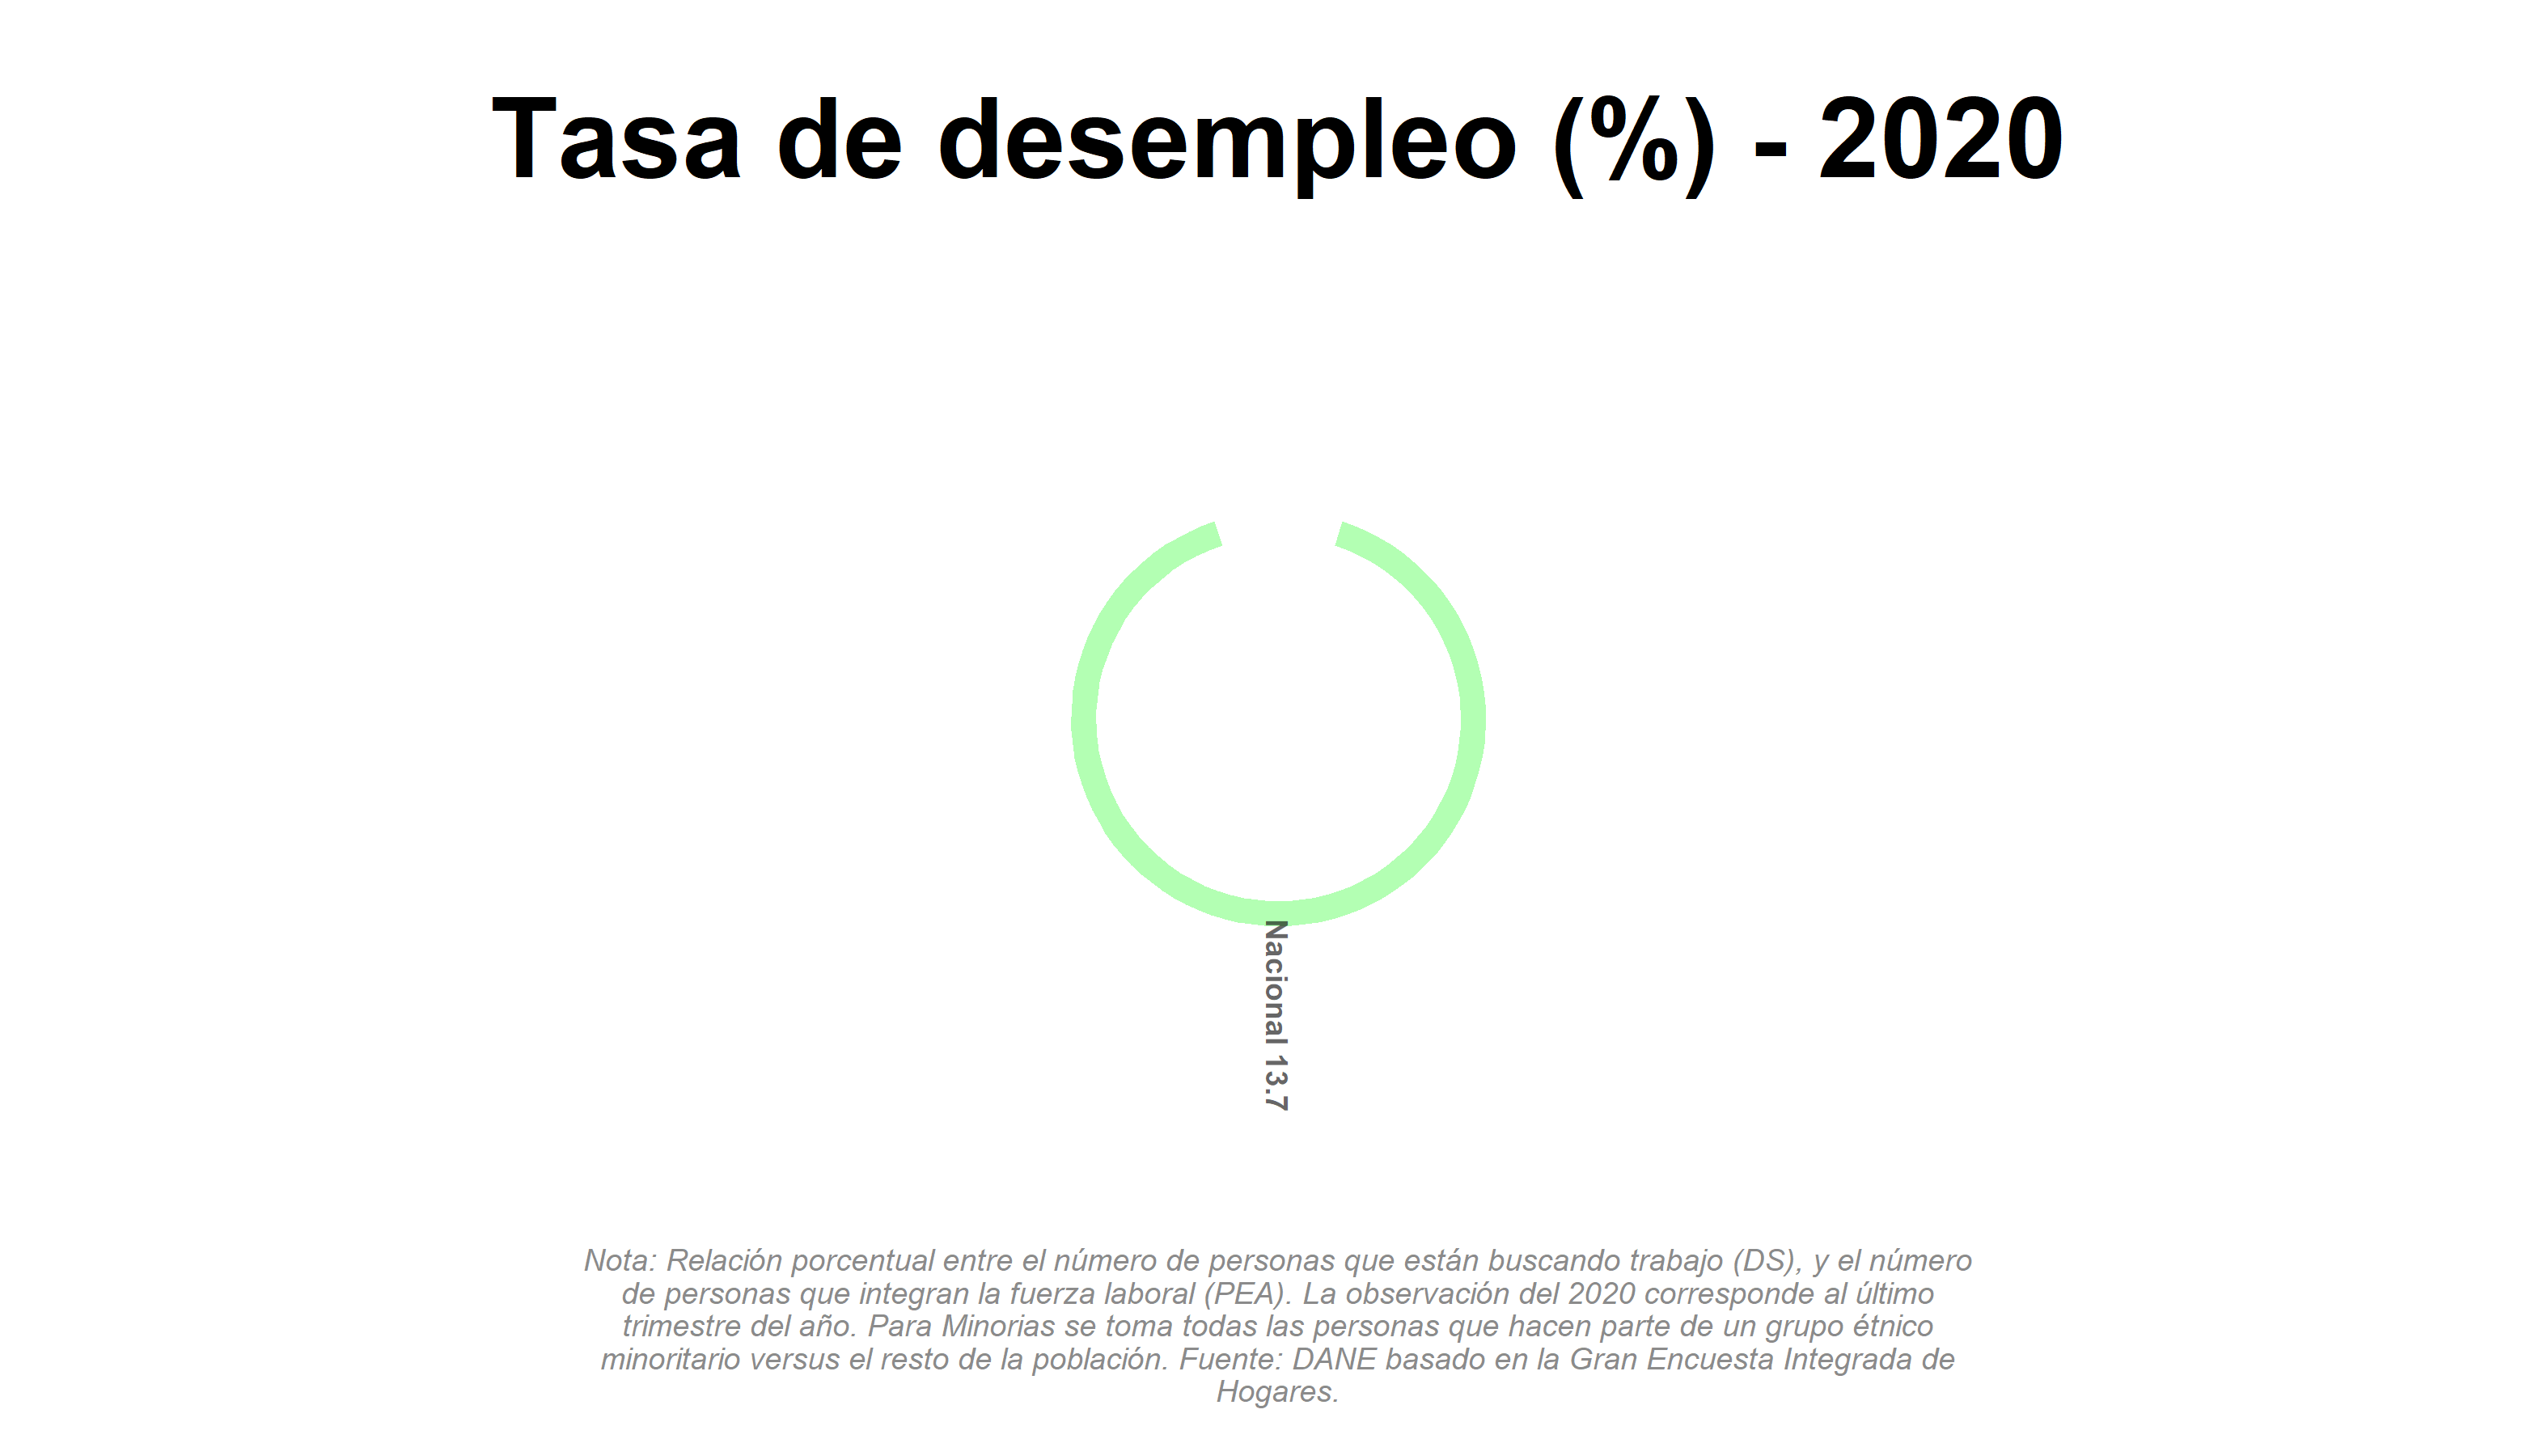 Tasa de desempleo (%) - 2020
Nacional 13.7
Nota: Relación porcentual entre el número de personas que están buscando trabajo (DS), y el número
de personas que integran la fuerza laboral (PEA). La observación del 2020 corresponde al último
trimestre del año. Para Minorias se toma todas las personas que hacen parte de un grupo étnico
minoritario versus el resto de la población. Fuente: DANE basado en la Gran Encuesta Integrada de
Hogares.